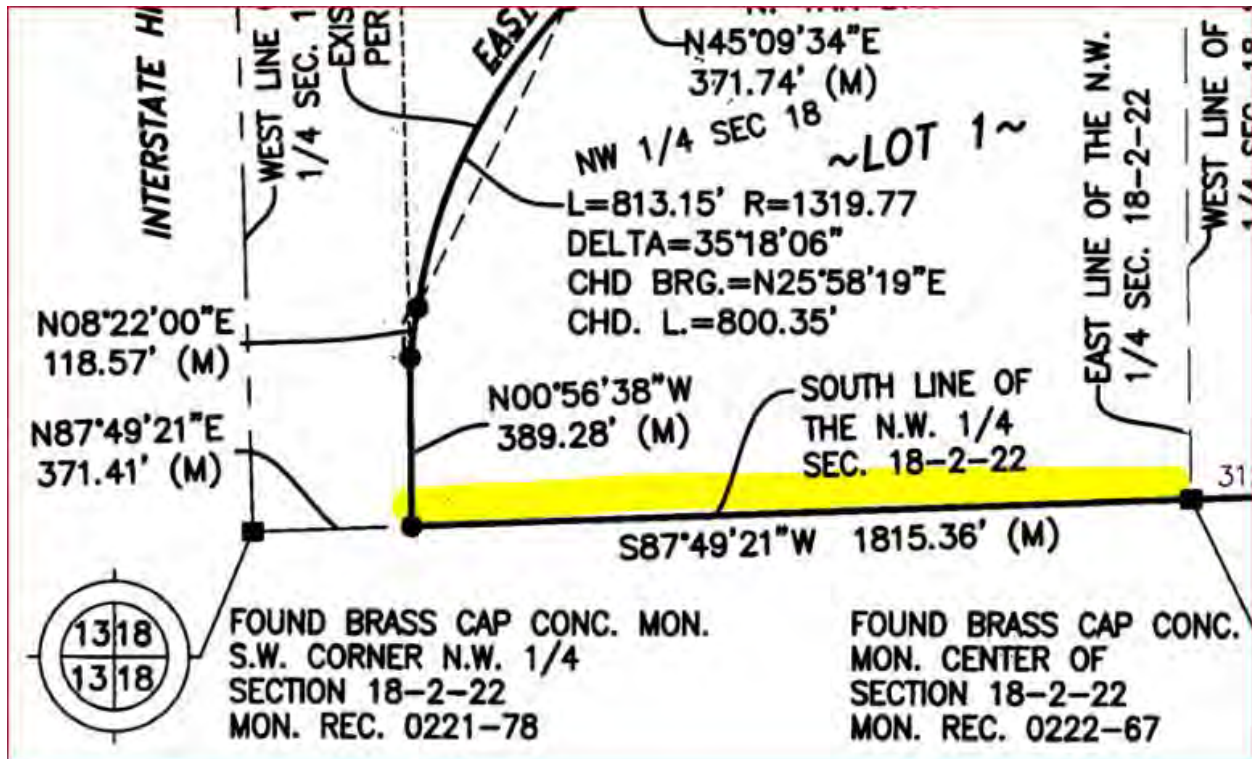 INTERSTATE
WEST LINE
1/4 SEC. 1
PER
EAST
N45°09'34"E
371.74' (M)
NW 1/4 SEC 18
~LOT 1~
L=813.15' R=1319.77
DELTA=35°18'06"
CHD BRG.=N25°58'19"E
CHD. L.=800.35'
EAST LINE OF THE N.W.
1/4 SEC. 18-2-22
WEST LINE OF
N08°22'00"E
118.57' (M)
N00°56'38"W
389.28' (M)
SOUTH LINE OF
THE N.W. 1/4
SEC. 18-2-22
N87°49'21"E
371.41' (M)
31
S87°49'21"W 1815.36' (M)
13 18
13 18
FOUND BRASS CAP CONC. MON.
S.W. CORNER N.W. 1/4
SECTION 18-2-22
MON. REC. 0221-78
FOUND BRASS CAP CONC.
MON. CENTER OF
SECTION 18-2-22
MON. REC. 0222-67